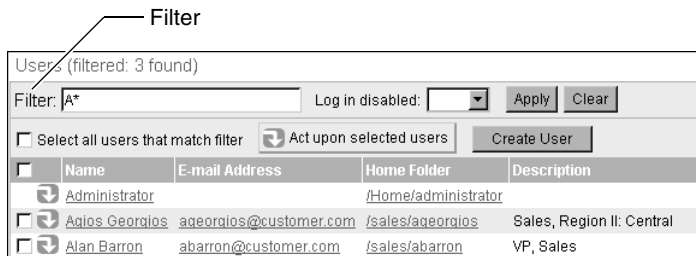 Filter
Users (filtered: 3 found)
Filter: A* Log in disabled: Apply Clear
Select all users that match filter Act upon selected users Create User
Name E-mail Address Home Folder Description
Administrator /Home/administrator
Agios Georgios ageorgios@customer.com /sales/ageorgios Sales, Region II: Central
Alan Barron abarron@customer.com /sales/abarron VP, Sales